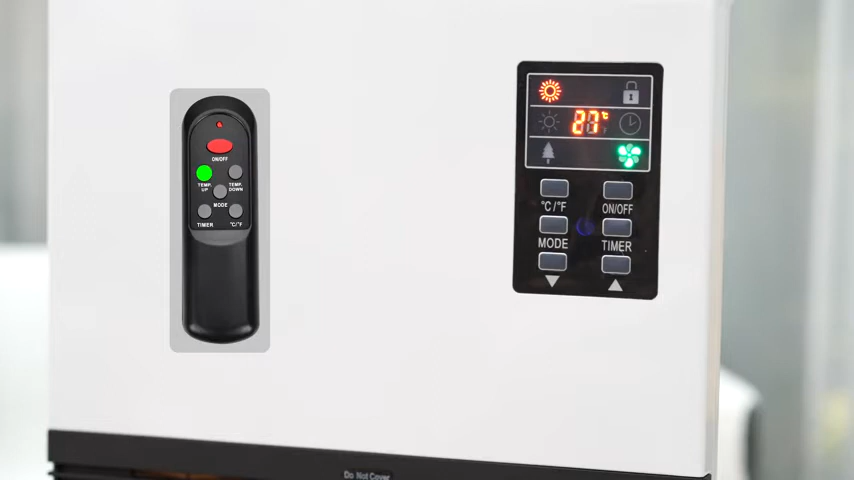 ON/OFF
TEMP. UP
TEMP. DOWN
MODE
TIMER
°C/°F
°C
°C/°F
ON/OFF
MODE
TIMER
Do Not Cover